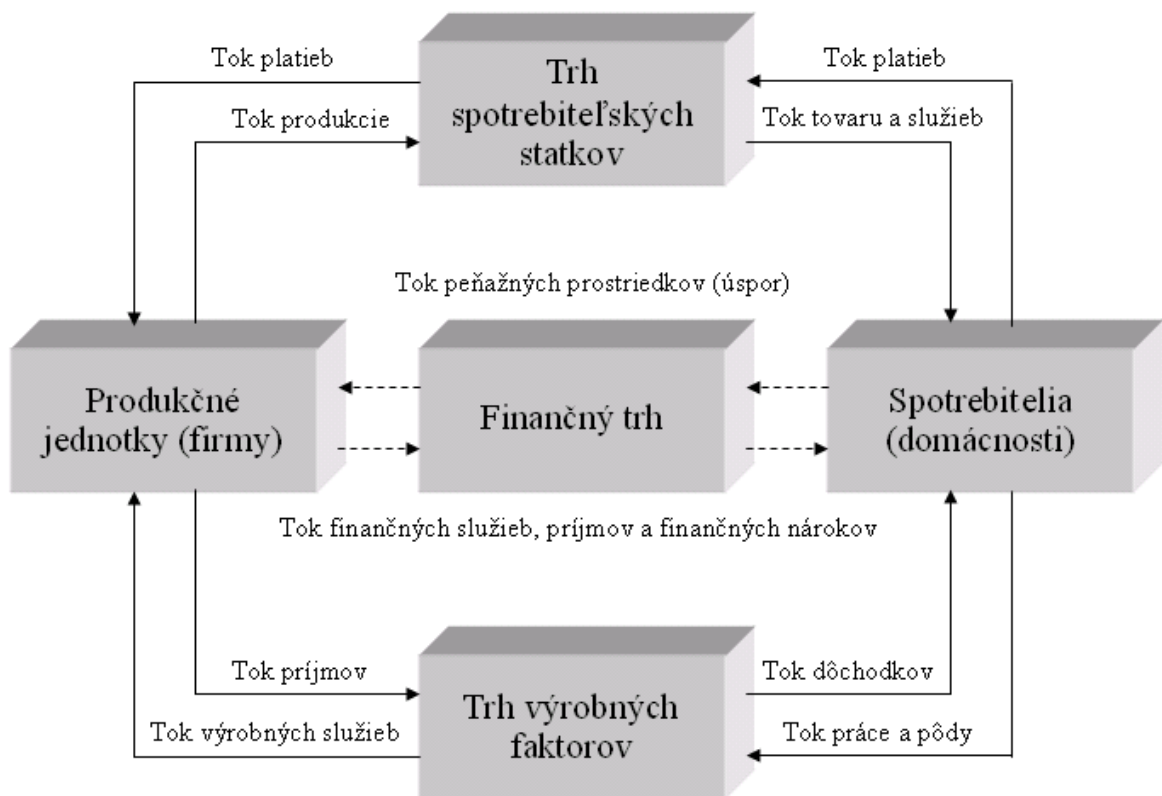 Tok platieb
Tok produkcie
Trh
spotrebiteľských
statkov
Tok platieb
Tok tovaru a služieb
Tok peňažných prostriedkov (úspor)
Produkčné
jednotky (firmy)
Finančný trh
Spotrebitelia
(domácnosti)
Tok finančných služieb, príjmov a finančných nárokov
Tok príjmov
Tok výrobných služieb
Trh výrobných
faktorov
Tok dôchodkov
Tok práce a pôdy